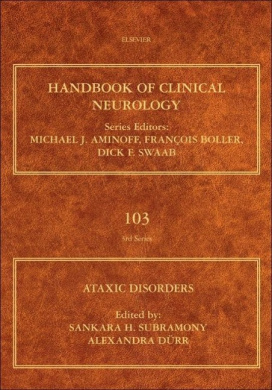 ELSEVIER
HANDBOOK OF CLINICAL
NEUROLOGY
Series Editors:
MICHAEL J. AMINOFF, FRANÇOIS BOLLER,
DICK F. SWAAB
103
3rd Series
ATAXIC DISORDERS
Edited by:
SANKARA H. SUBRAMONY
ALEXANDRA DÜRR